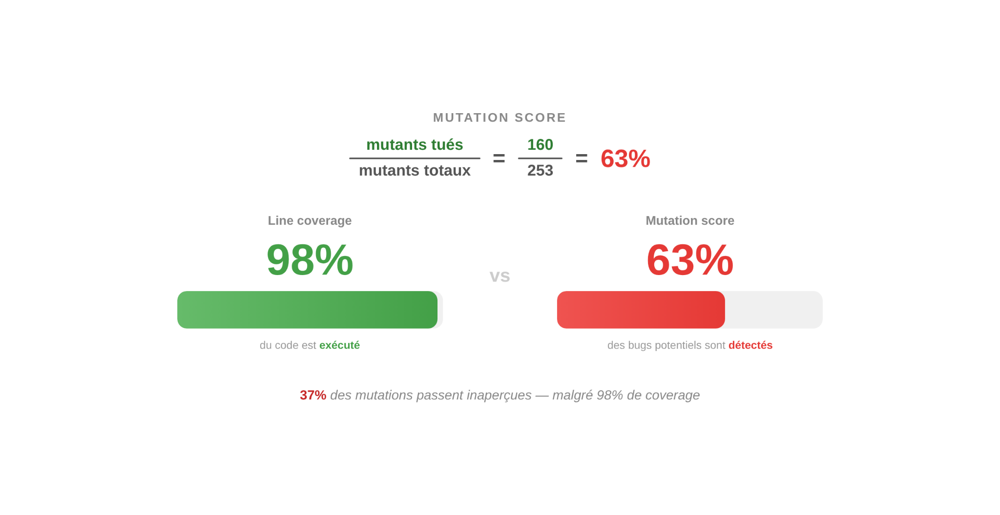 MUTATION SCORE
mutants tués
mutants totaux
=
160
253
=
63%
Line coverage
98%
du code est exécuté
vs
Mutation score
63%
des bugs potentiels sont détectés
37% des mutations passent inaperçues — malgré 98% de coverage